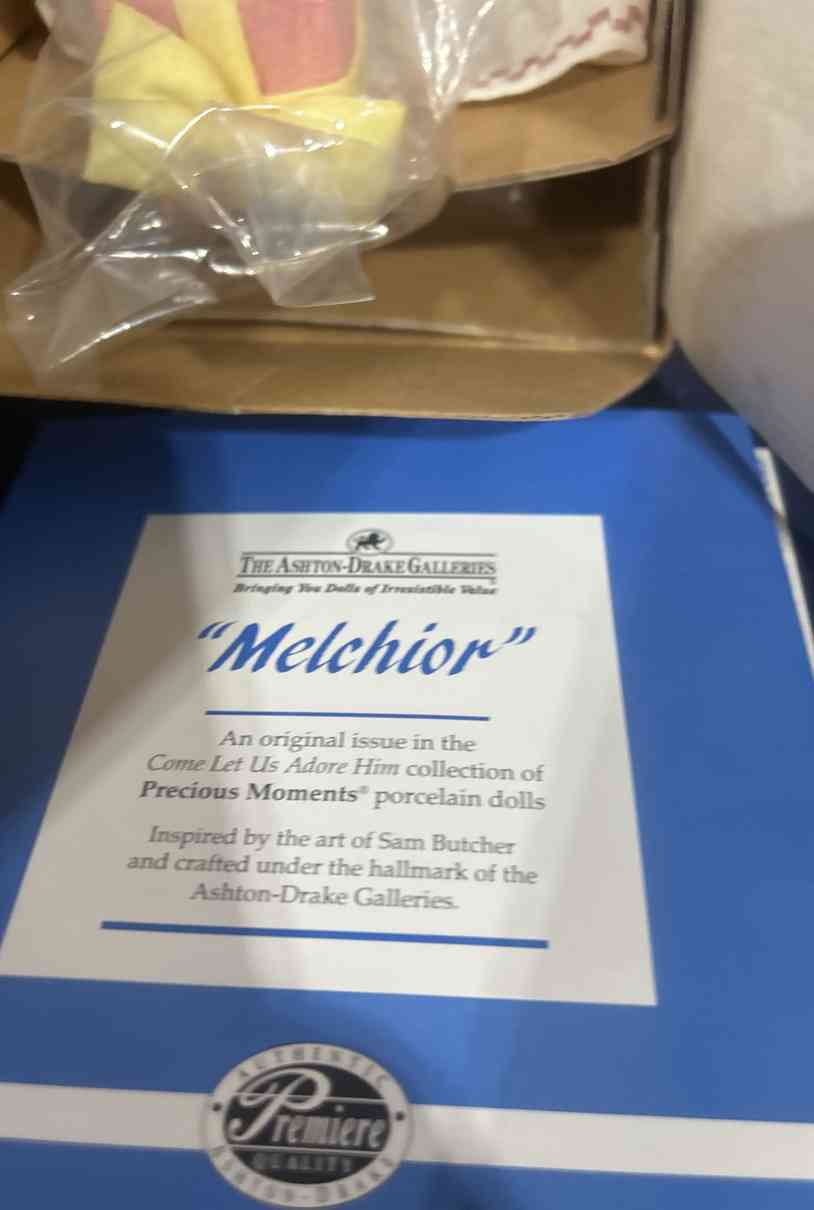 THE ASHTON-DRAKE GALLERIES
Bringing You Dolls of Irresistible Value
“Melchior”
An original issue in the
Come Let Us Adore Him collection of
Precious Moments® porcelain dolls
Inspired by the art of Sam Butcher
and crafted under the hallmark of the
Ashton-Drake Galleries.
AUTHENTIC
Premiere
QUALITY
ASHTON-DRAKE